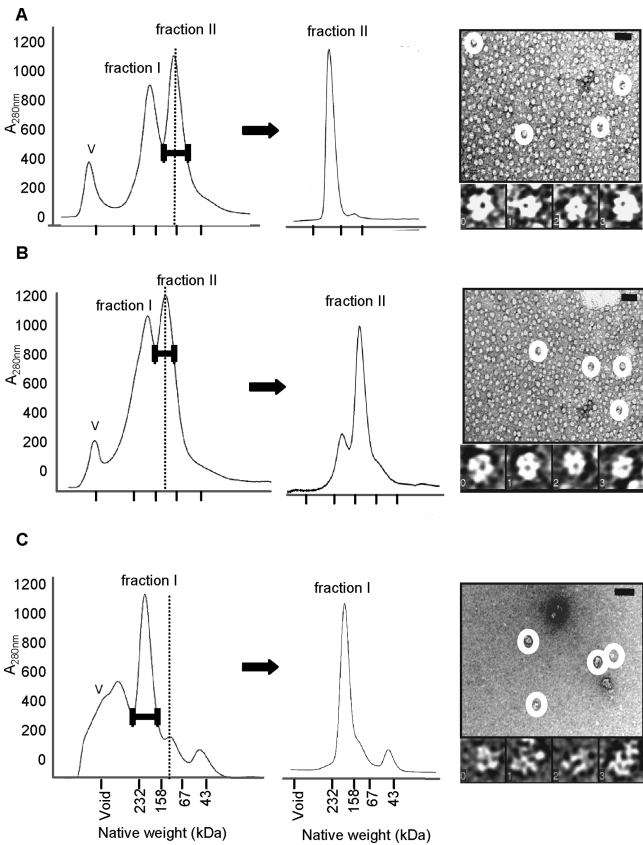 A
fraction II
fraction I
V
A280nm
1200
1000
800
600
400
200
0
fraction II
0 1 2 3
B
fraction II
fraction I
V
A280nm
1200
1000
800
600
400
200
0
fraction II
0 1 2 3
C
fraction I
V
A280nm
1200
1000
800
600
400
200
0
fraction I
0 1 2 3
Void 232 158 67 43
Native weight (kDa)
Void 232 158 67 43
Native weight (kDa)